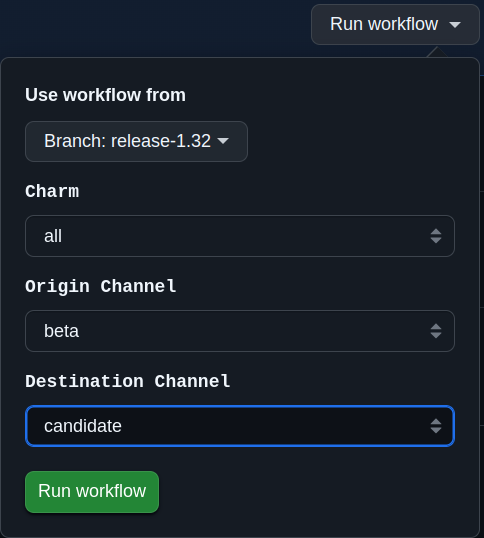 Run workflow
Use workflow from
Branch: release-1.32
Charm
all
Origin Channel
beta
Destination Channel
candidate
Run workflow